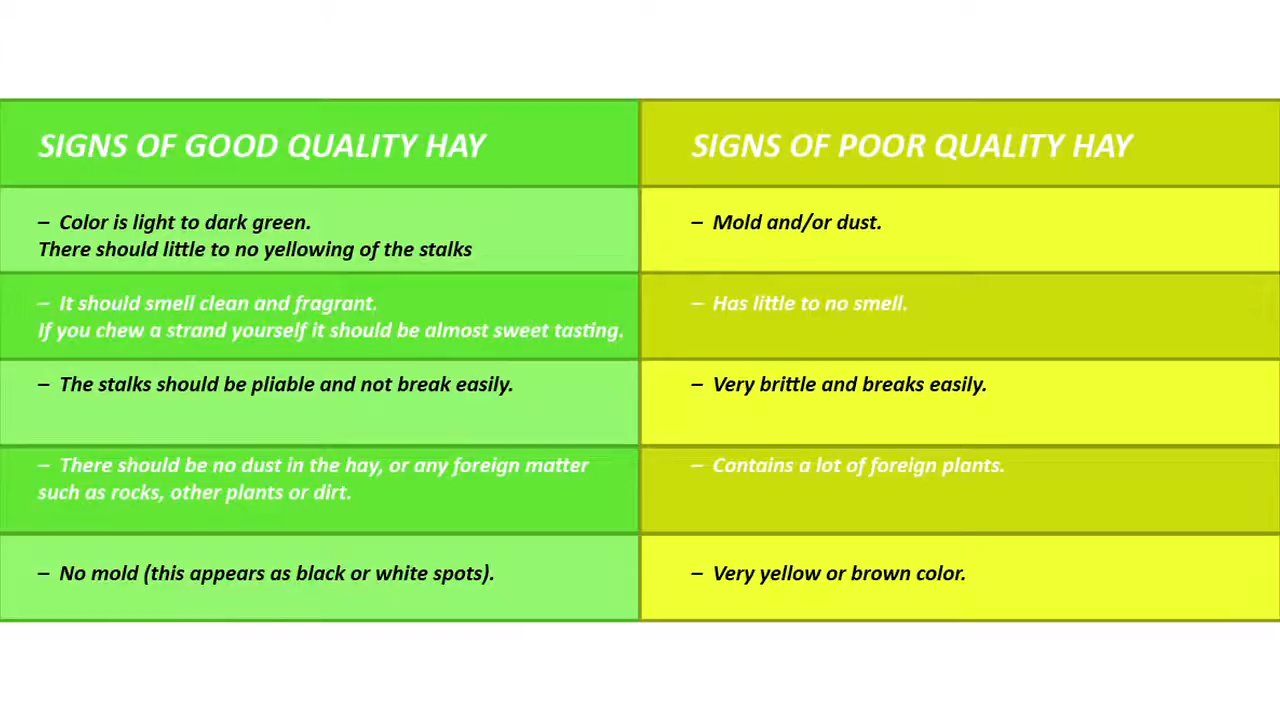 SIGNS OF GOOD QUALITY HAY
SIGNS OF POOR QUALITY HAY
– Color is light to dark green.
There should little to no yellowing of the stalks
– Mold and/or dust.
– It should smell clean and fragrant.
If you chew a strand yourself it should be almost sweet tasting.
– Has little to no smell.
– The stalks should be pliable and not break easily.
– Very brittle and breaks easily.
– There should be no dust in the hay, or any foreign matter
such as rocks, other plants or dirt.
– Contains a lot of foreign plants.
– No mold (this appears as black or white spots).
– Very yellow or brown color.